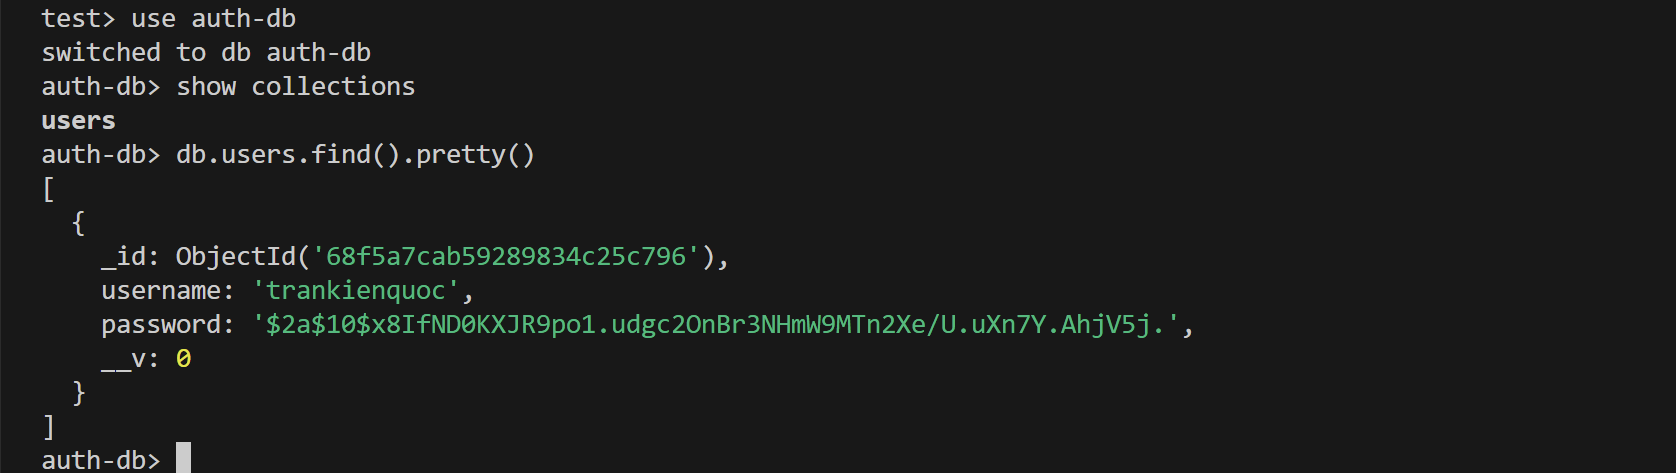 test> use auth-db
switched to db auth-db
auth-db> show collections
users
auth-db> db.users.find().pretty()
[
  {
    _id: ObjectId('68f5a7cab59289834c25c796'),
    username: 'trankienquoc',
    password: '$2a$10$x8IfND0KXJR9po1.udgc2OnBr3NHmW9MTn2Xe/U.uXn7Y.AhjV5j.',
    __v: 0
  }
]
auth-db>